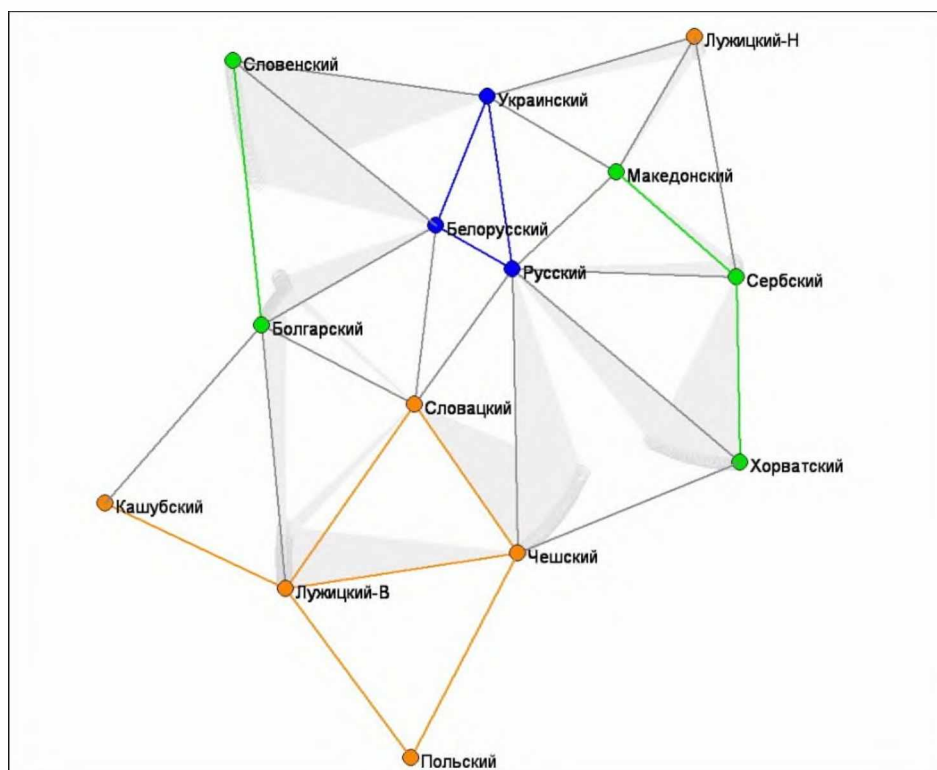 Лужицкий-Н
Словенский
Украинский
Македонский
Белорусский
Русский
Сербский
Болгарский
Словацкий
Хорватский
Кашубский
Чешский
Лужицкий-В
Польский